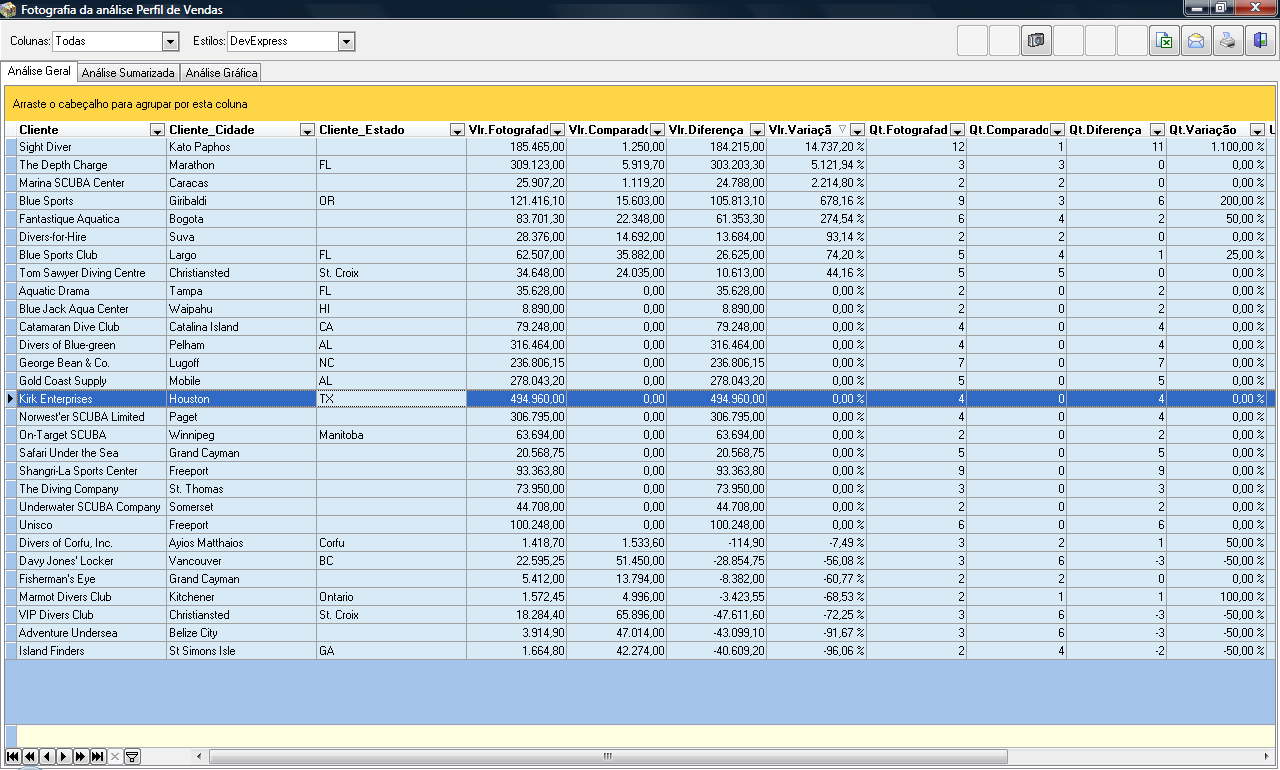 Fotografia da análise Perfil de Vendas
Colunas: Todas Estilos: DevExpress
Análise Geral Análise Sumarizada Análise Gráfica
Arraste o cabeçalho para agrupar por esta coluna
Cliente Cliente_Cidade Cliente_Estado Vlr.Fotografad Vlr.Comparado Vlr.Diferença Vlr.Variaçã Qt.Fotografad Qt.Comparado Qt.Diferença Qt.Variação
Sight Diver Kato Paphos 185.465,00 1.250,00 184.215,00 14.737,20 % 12 1 11 1.100,00 %
The Depth Charge Marathon FL 309.123,00 5.919,70 303.203,30 5.121,94 % 3 3 0 0,00 %
Marina SCUBA Center Caracas 25.907,20 1.119,20 24.788,00 2.214,80 % 2 2 0 0,00 %
Blue Sports Giribaldi OR 121.416,10 15.603,00 105.813,10 678,16 % 9 3 6 200,00 %
Fantastique Aquatica Bogota 83.701,30 22.348,00 61.353,30 274,54 % 6 4 2 50,00 %
Divers-for-Hire Suva 28.376,00 14.692,00 13.684,00 93,14 % 2 2 0 0,00 %
Blue Sports Club Largo FL 62.507,00 35.882,00 26.625,00 74,20 % 5 4 1 25,00 %
Tom Sawyer Diving Centre Christiansted St. Croix 34.648,00 24.035,00 10.613,00 44,16 % 5 5 0 0,00 %
Aquatic Drama Tampa FL 35.628,00 0,00 35.628,00 0,00 % 2 0 2 0,00 %
Blue Jack Aqua Center Waipahu HI 8.890,00 0,00 8.890,00 0,00 % 2 0 2 0,00 %
Catamaran Dive Club Catalina Island CA 79.248,00 0,00 79.248,00 0,00 % 4 0 4 0,00 %
Divers of Blue-green Pelham AL 316.464,00 0,00 316.464,00 0,00 % 4 0 4 0,00 %
George Bean & Co. Lugoff NC 236.806,15 0,00 236.806,15 0,00 % 7 0 7 0,00 %
Gold Coast Supply Mobile AL 278.043,20 0,00 278.043,20 0,00 % 5 0 5 0,00 %
Kirk Enterprises Houston TX 494.960,00 0,00 494.960,00 0,00 % 4 0 4 0,00 %
Norwest'er SCUBA Limited Paget 306.795,00 0,00 306.795,00 0,00 % 4 0 4 0,00 %
On-Target SCUBA Winnipeg Manitoba 63.694,00 0,00 63.694,00 0,00 % 2 0 2 0,00 %
Safari Under the Sea Grand Cayman 20.568,75 0,00 20.568,75 0,00 % 5 0 5 0,00 %
Shangri-La Sports Center Freeport 93.363,80 0,00 93.363,80 0,00 % 9 0 9 0,00 %
The Diving Company St. Thomas 73.950,00 0,00 73.950,00 0,00 % 3 0 3 0,00 %
Underwater SCUBA Company Somerset 44.708,00 0,00 44.708,00 0,00 % 2 0 2 0,00 %
Unisco Freeport 100.248,00 0,00 100.248,00 0,00 % 6 0 6 0,00 %
Divers of Corfu, Inc. Ayios Matthaios Corfu 1.418,70 1.533,60 -114,90 -7,49 % 3 2 1 50,00 %
Davy Jones' Locker Vancouver BC 22.595,25 51.450,00 -28.854,75 -56,08 % 3 6 -3 -50,00 %
Fisherman's Eye Grand Cayman 5.412,00 13.794,00 -8.382,00 -60,77 % 2 2 0 0,00 %
Marmot Divers Club Kitchener Ontario 1.572,45 4.996,00 -3.423,55 -68,53 % 2 1 1 100,00 %
VIP Divers Club Christiansted St. Croix 18.284,40 65.896,00 -47.611,60 -72,25 % 3 6 -3 -50,00 %
Adventure Undersea Belize City 3.914,90 47.014,00 -43.099,10 -91,67 % 3 6 -3 -50,00 %
Island Finders St Simons Isle GA 1.664,80 42.274,00 -40.609,20 -96,06 % 2 4 -2 -50,00 %